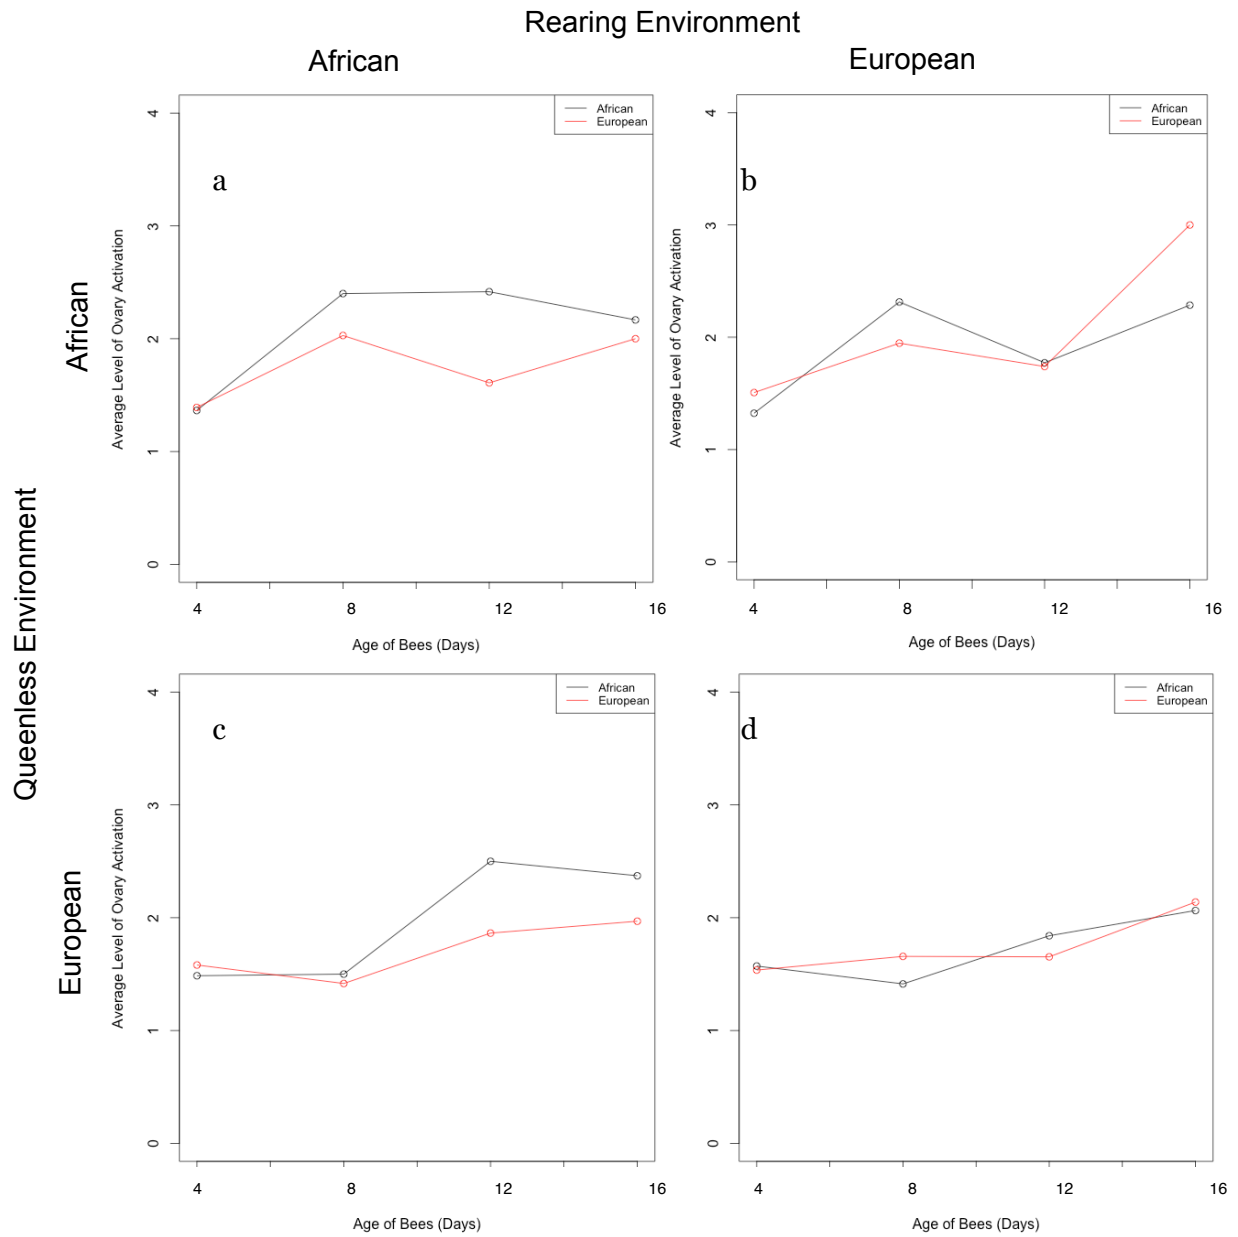 Rearing Environment
African
European
Queenless Environment
African
African
European
a
Average Level of Ovary Activation
4
3
2
1
0
4 8 12 16
Age of Bees (Days)
African
European
b
Average Level of Ovary Activation
4
3
2
1
0
4 8 12 16
Age of Bees (Days)
European
African
European
c
Average Level of Ovary Activation
4
3
2
1
0
4 8 12 16
Age of Bees (Days)
African
European
d
4
3
2
1
0
4 8 12 16
Age of Bees (Days)